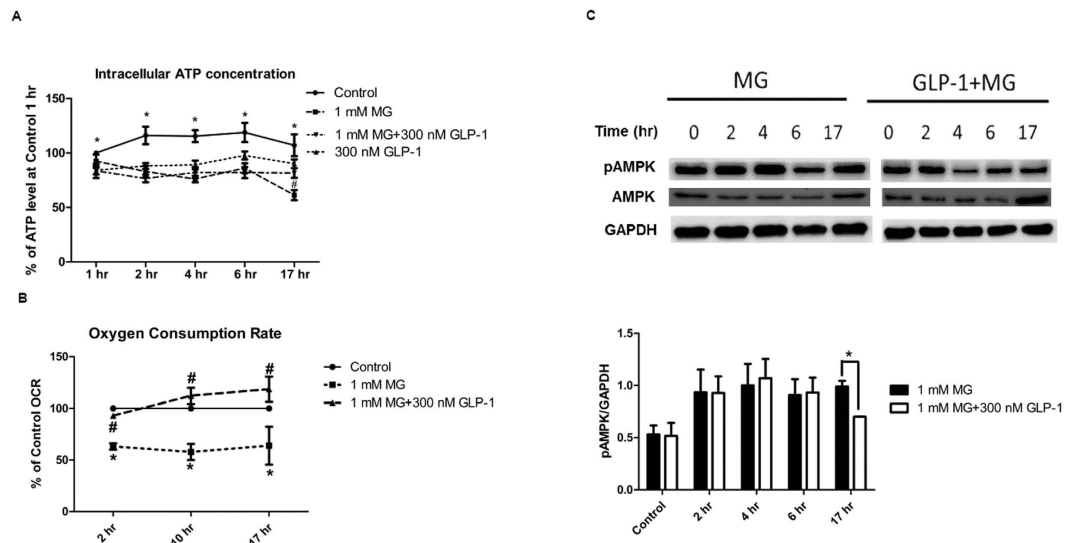 A
Intracellular ATP concentration
% of ATP level at Control 1 hr
150
100
50
0
* * * * *
#
1 hr 2 hr 4 hr 6 hr 17 hr
Control
1 mM MG
1 mM MG+300 nM GLP-1
300 nM GLP-1
B
Oxygen Consumption Rate
% of Control OCR
150
100
50
0
# # #
* * *
2 hr 10 hr 17 hr
Control
1 mM MG
1 mM MG+300 nM GLP-1
C
MG GLP-1+MG
Time (hr) 0 2 4 6 17 0 2 4 6 17
pAMPK
AMPK
GAPDH
pAMPK/GAPDH
1.5
1.0
0.5
0.0
*
Control 2 hr 4 hr 6 hr 17 hr
1 mM MG
1 mM MG+300 nM GLP-1